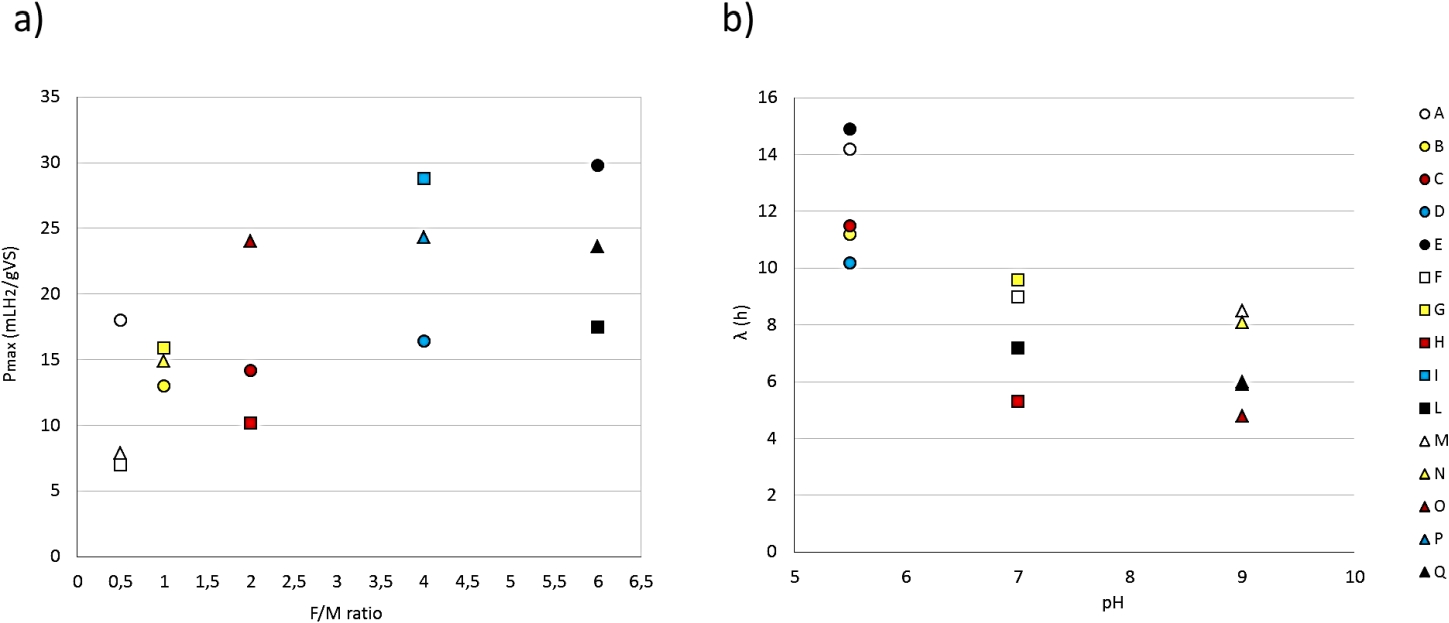 a)
35
30
25
20
15
10
5
0
Pmax (mLH2/gVS)
0 0,5 1 1,5 2 2,5 3 3,5 4 4,5 5 5,5 6 6,5
F/M ratio
b)
16
14
12
10
8
6
4
2
0
λ (h)
5 6 7 8 9 10
pH
A
B
C
D
E
F
G
H
I
L
M
N
O
P
Q